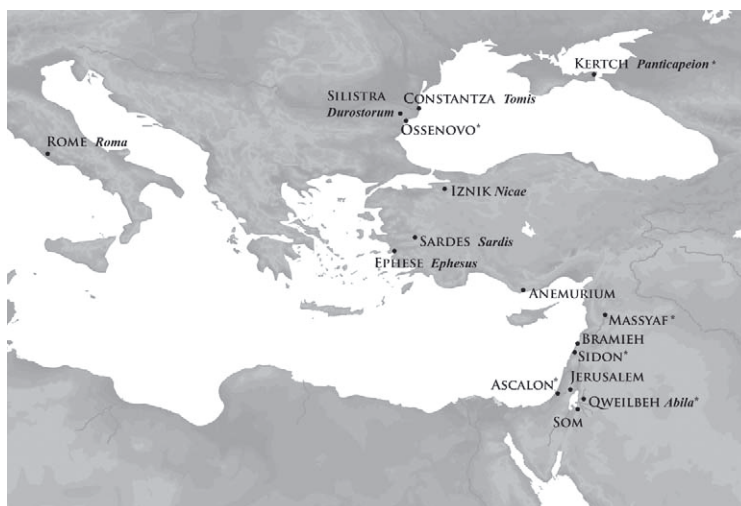 KERTCH Panticapeion *
SILISTRA
Durostorum
CONSTANTZA Tomis
OSSENOVO*
ROME Roma
IZNIK Nicae
SARDES Sardis
EPHESE Ephesus
ANEMURIUM
MASSYAF *
BRAMIEH
SIDON*
JERUSALEM
ASCALON*
QWEILBEH Abila*
SOM